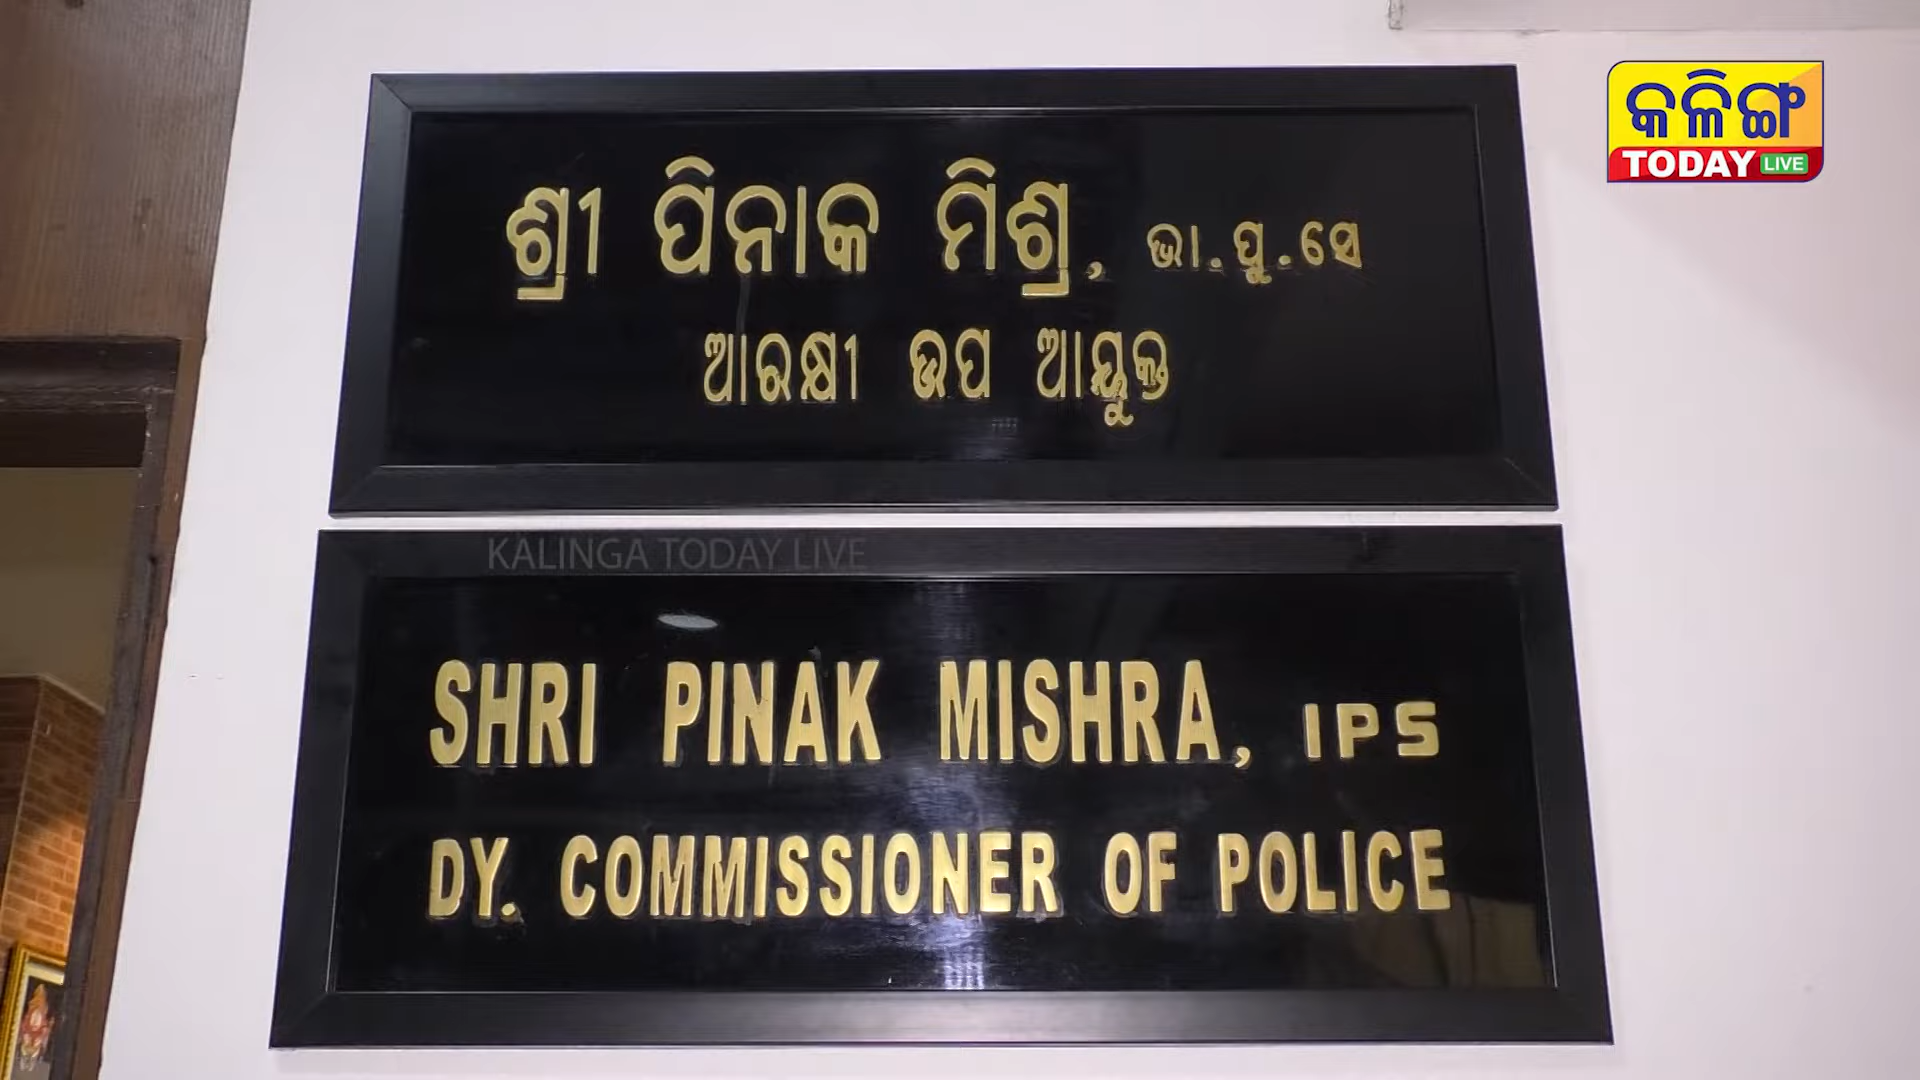 କଳିଙ୍ଗ
TODAY LIVE
ଶ୍ରୀ ପିନାକ ମିଶ୍ର, ଭା.ପୁ.ସେ
ଆରକ୍ଷୀ ଉପ ଆୟୁକ୍ତ
KALINGA TODAY LIVE
SHRI PINAK MISHRA, IPS
DY. COMMISSIONER OF POLICE